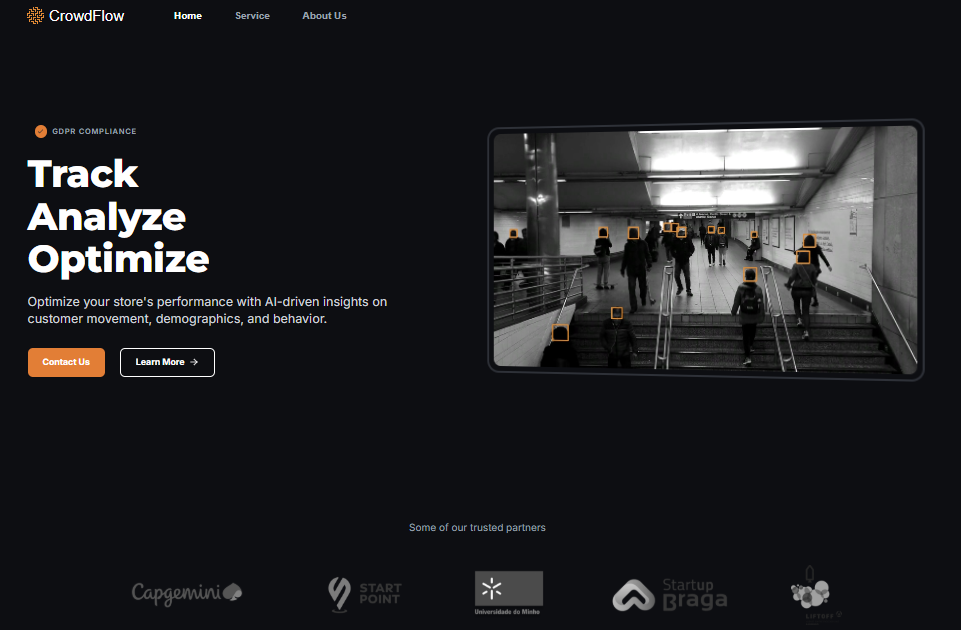 CrowdFlow
Home
Service
About Us
GDPR COMPLIANCE
Track
Analyze
Optimize
Optimize your store's performance with AI-driven insights on
customer movement, demographics, and behavior.
Contact Us
Learn More →
Some of our trusted partners
Capgemini
START
POINT
Universidade do Minho
Startup
Braga